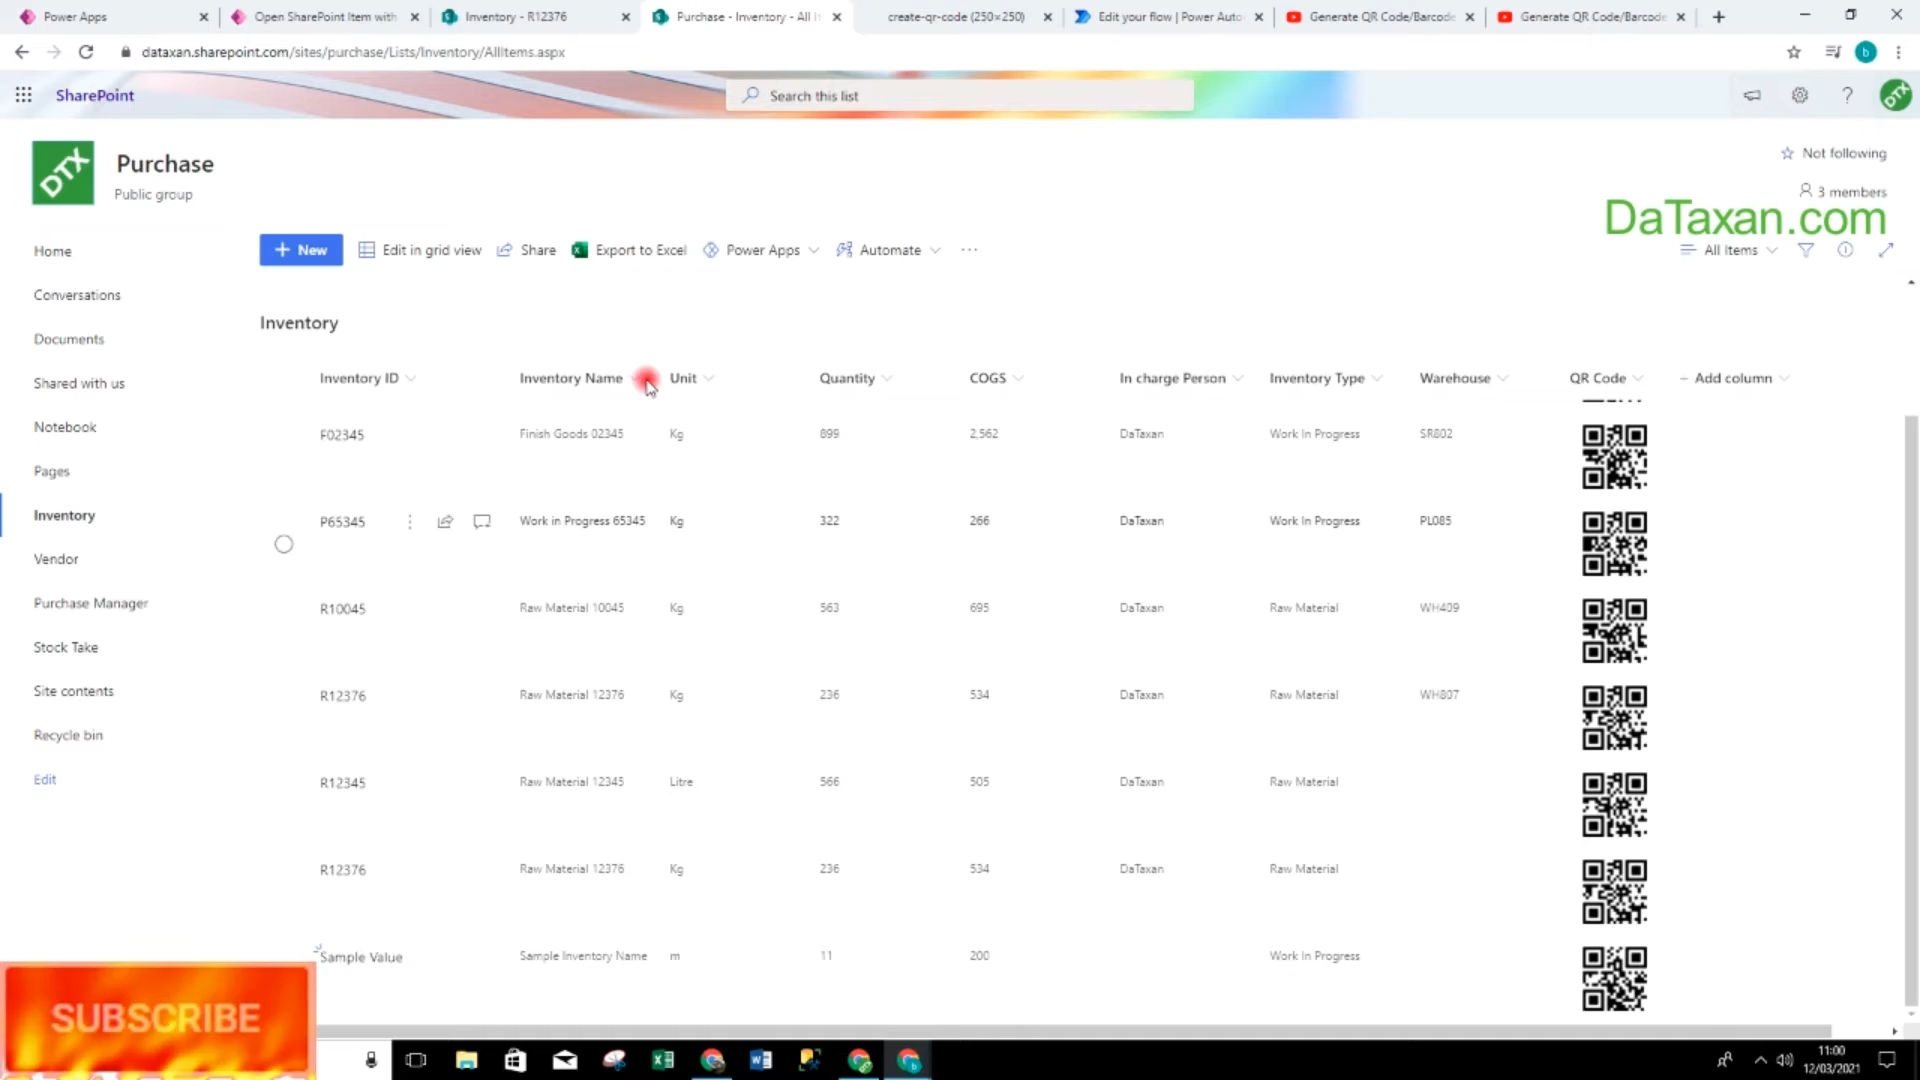 Power Apps
Open SharePoint Item with
Inventory - R12376
Purchase - Inventory - All It
create-qr-code (250×250)
Edit your flow | Power Auto
Generate QR Code/Barcode
Generate QR Code/Barcode
dataxan.sharepoint.com/sites/purchase/Lists/Inventory/AllItems.aspx
b
SharePoint
Search this list
DTX
DTX
Purchase
Public group
Not following
3 members
DaTaxan.com
New
Edit in grid view
Share
Export to Excel
Power Apps
Automate
All Items
Home
Conversations
Documents
Shared with us
Notebook
Pages
Inventory
Vendor
Purchase Manager
Stock Take
Site contents
Recycle bin
Edit
Inventory
Inventory ID Inventory Name Unit Quantity COGS In charge Person Inventory Type Warehouse QR Code Add column
F02345 Finish Goods 02345 Kg 899 2,562 DaTaxan Work In Progress SR802
P65345 Work in Progress 65345 Kg 322 266 DaTaxan Work In Progress PL085
R10045 Raw Material 10045 Kg 563 695 DaTaxan Raw Material WH409
R12376 Raw Material 12376 Kg 236 534 DaTaxan Raw Material WH807
R12345 Raw Material 12345 Litre 566 505 DaTaxan Raw Material
R12376 Raw Material 12376 Kg 236 534 DaTaxan Raw Material
Sample Value Sample Inventory Name m 11 200 Work In Progress
SUBSCRIBE
11:00
12/03/2021